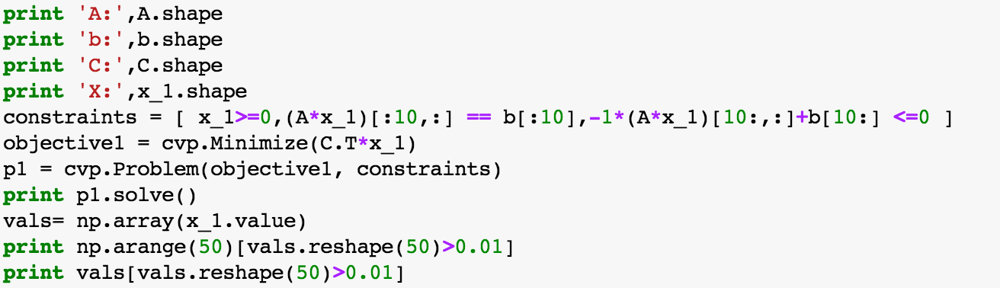 print 'A:',A.shape
print 'b:',b.shape
print 'C:',C.shape
print 'X:',x_1.shape
constraints = [ x_1>=0,(A*x_1)[:10,:] == b[:10],-1*(A*x_1)[10:,:]+b[10:] <=0 ]
objective1 = cvp.Minimize(C.T*x_1)
p1 = cvp.Problem(objective1, constraints)
print p1.solve()
vals= np.array(x_1.value)
print np.arange(50)[vals.reshape(50)>0.01]
print vals[vals.reshape(50)>0.01]